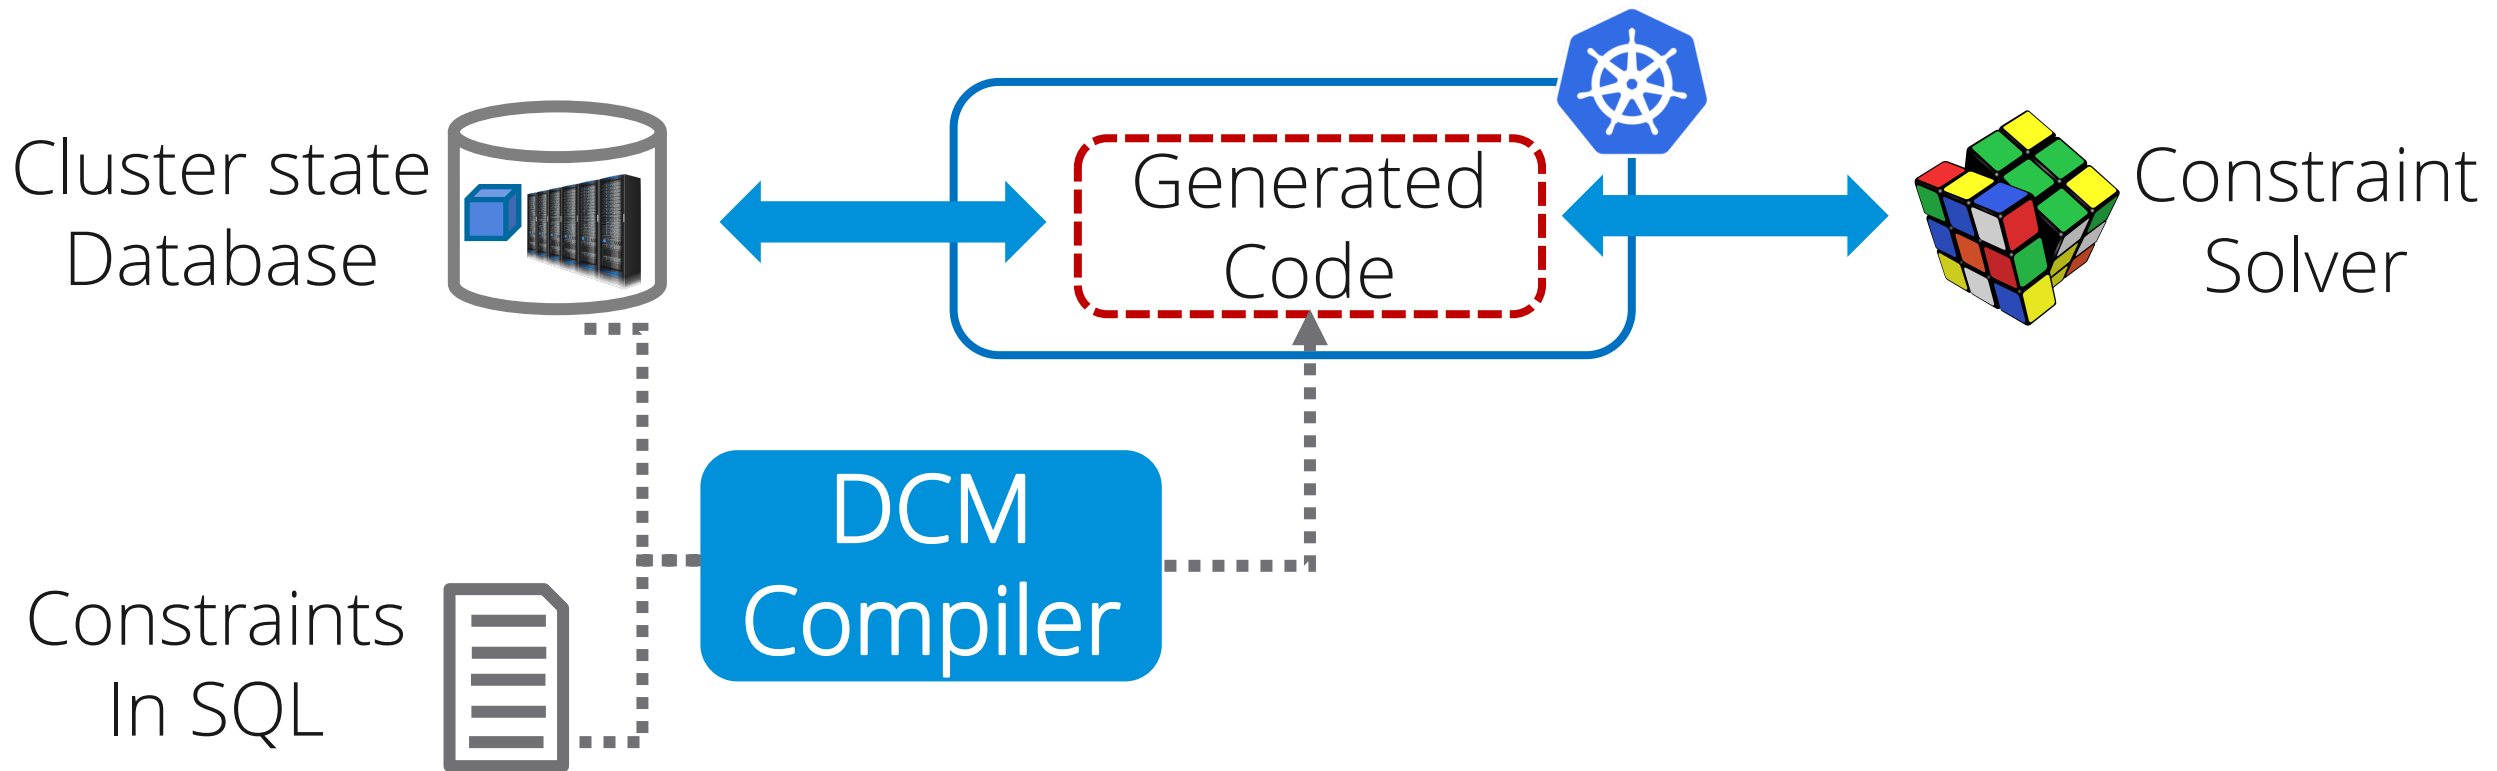 Cluster state
Database
Generated
Code
Constraint
Solver
DCM
Compiler
Constraints
In SQL